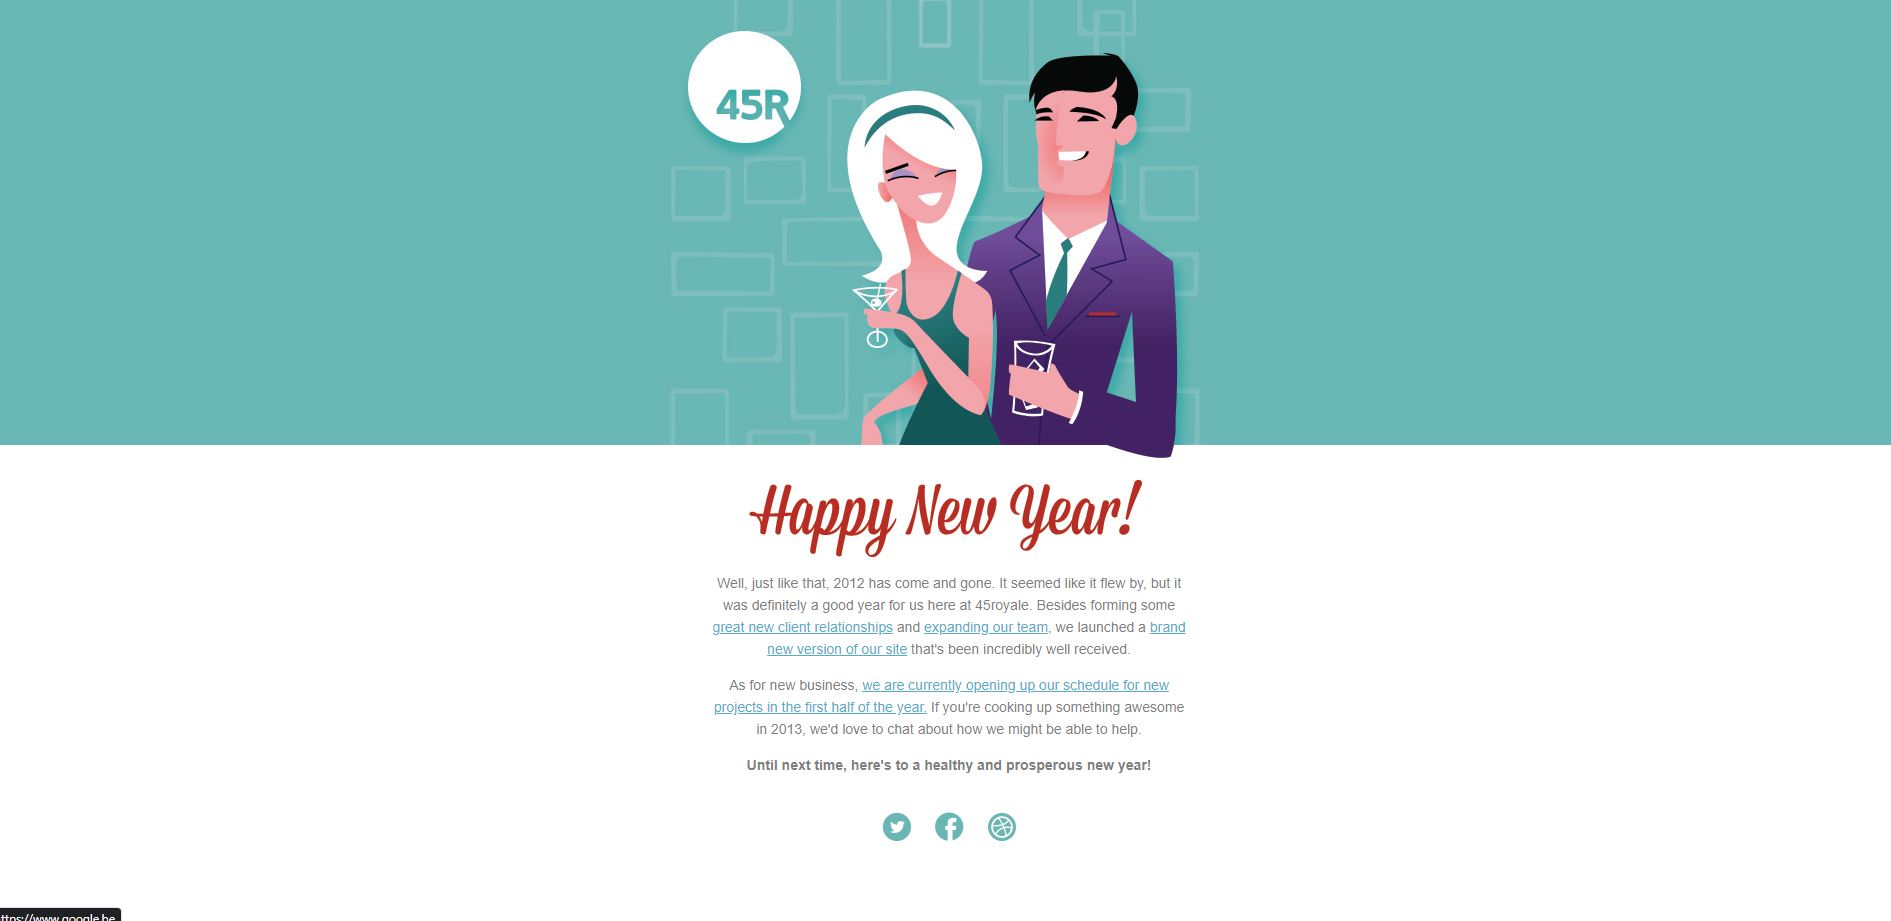 45R
Happy New Year!
Well, just like that, 2012 has come and gone. It seemed like it flew by, but it
was definitely a good year for us here at 45royale. Besides forming some
great new client relationships and expanding our team, we launched a brand
new version of our site that's been incredibly well received.
As for new business, we are currently opening up our schedule for new
projects in the first half of the year. If you're cooking up something awesome
in 2013, we'd love to chat about how we might be able to help.
Until next time, here's to a healthy and prosperous new year!
ttps://www.google.be